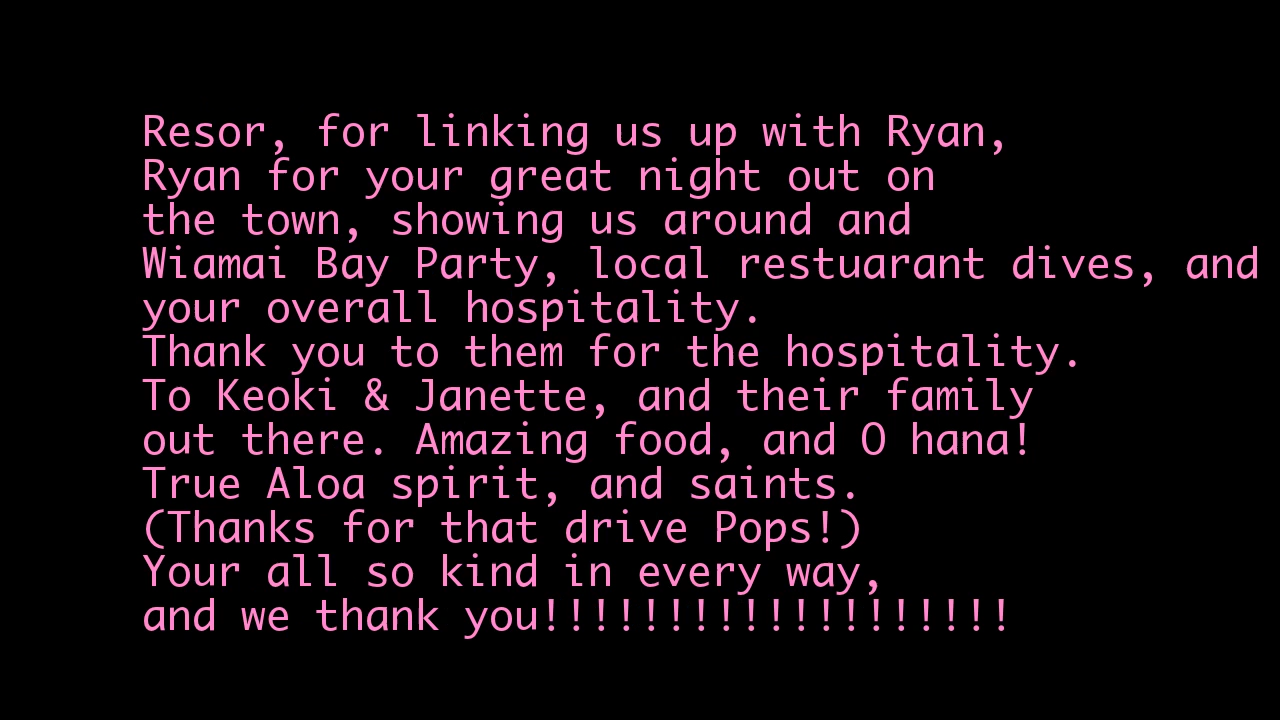 Resor, for linking us up with Ryan,
Ryan for your great night out on
the town, showing us around and
Wiamai Bay Party, local restuarant dives, and
your overall hospitality.
Thank you to them for the hospitality.
To Keoki & Janette, and their family
out there. Amazing food, and O hana!
True Aloa spirit, and saints.
(Thanks for that drive Pops!)
Your all so kind in every way,
and we thank you!!!!!!!!!!!!!!!!!!!